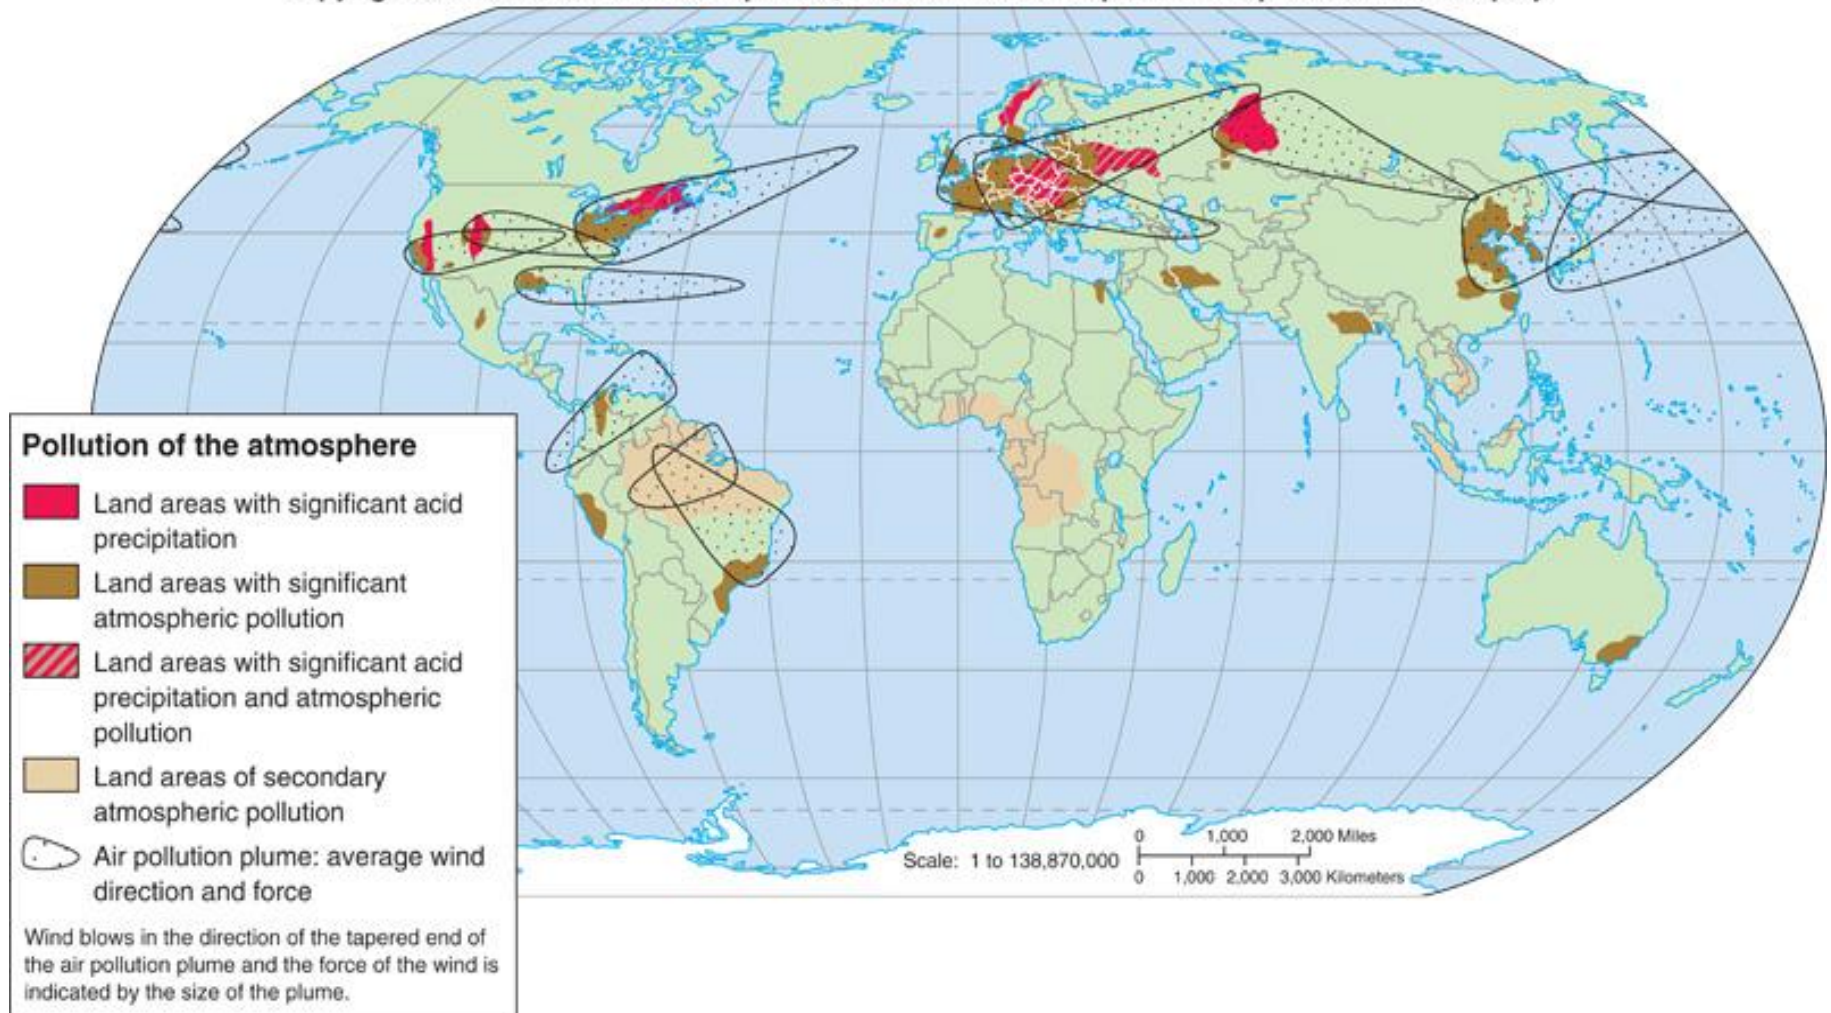 Pollution of the atmosphere
Land areas with significant acid
precipitation
Land areas with significant
atmospheric pollution
Land areas with significant acid
precipitation and atmospheric
pollution
Land areas of secondary
atmospheric pollution
Air pollution plume: average wind
direction and force
Wind blows in the direction of the tapered end of
the air pollution plume and the force of the wind is
indicated by the size of the plume.
0 1,000 2,000 Miles
Scale: 1 to 138,870,000
0 1,000 2,000 3,000 Kilometers